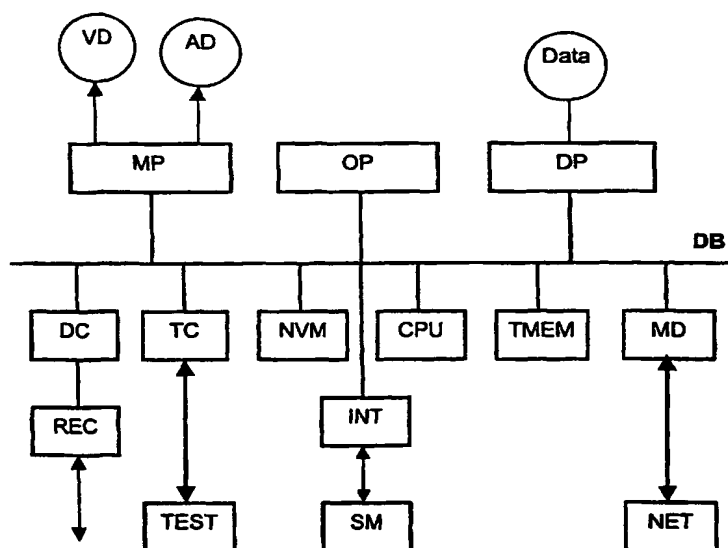 VD
AD
Data
MP
OP
DP
DB
DC
TC
NVM
CPU
TMEM
MD
REC
INT
TEST
SM
NET